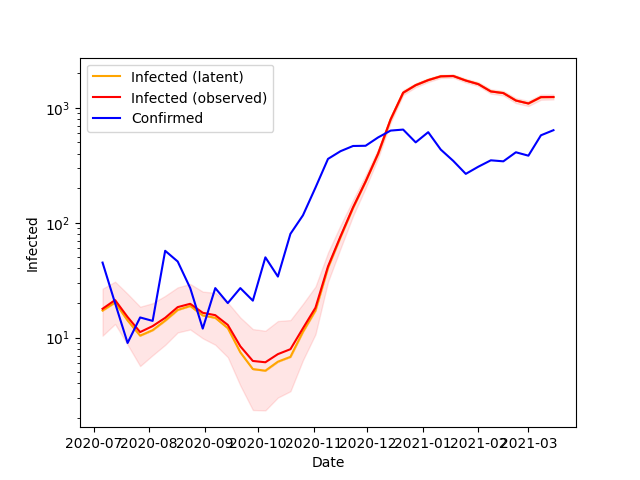 Infected (latent)
Infected (observed)
Confirmed
10³
10²
10¹
Infected
2020-07 2020-08 2020-09 2020-10 2020-11 2020-12 2021-01 2021-02 2021-03
Date